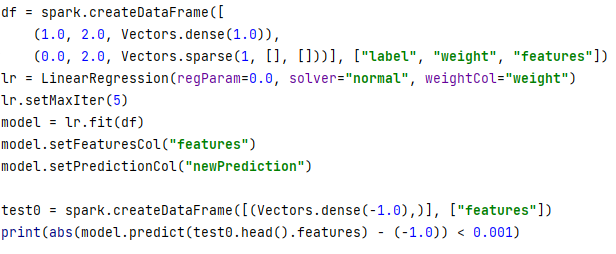 df = spark.createDataFrame([
    (1.0, 2.0, Vectors.dense(1.0)),
    (0.0, 2.0, Vectors.sparse(1, [], []))], ["label", "weight", "features"])
lr = LinearRegression(regParam=0.0, solver="normal", weightCol="weight")
lr.setMaxIter(5)
model = lr.fit(df)
model.setFeaturesCol("features")
model.setPredictionCol("newPrediction")

test0 = spark.createDataFrame([(Vectors.dense(-1.0),)], ["features"])
print(abs(model.predict(test0.head().features) - (-1.0)) < 0.001)